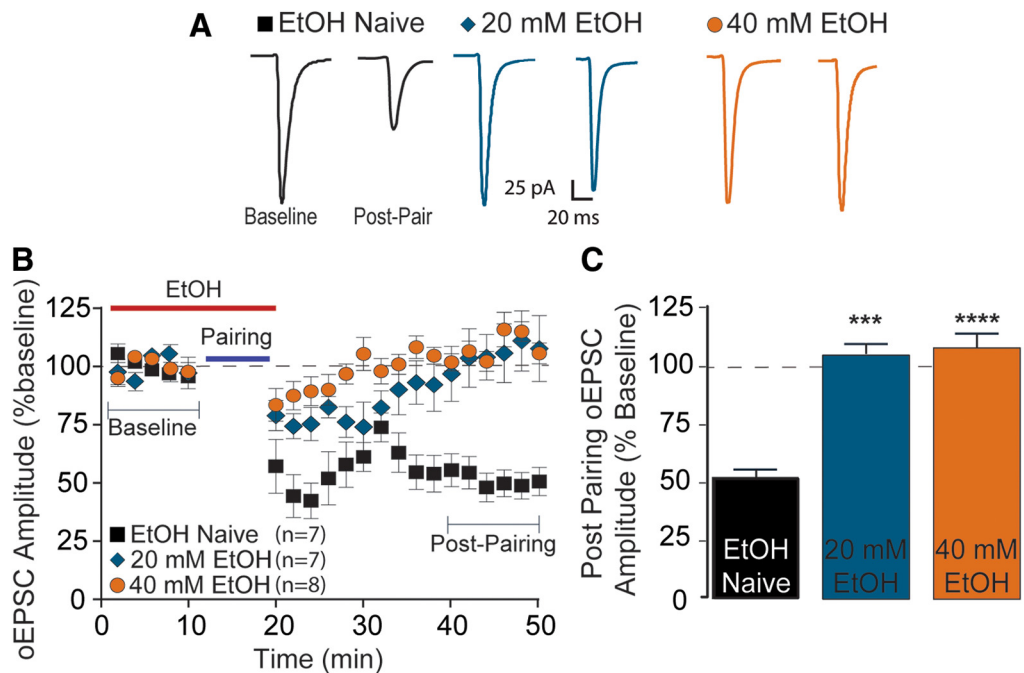 A
EtOH Naive 20 mM EtOH 40 mM EtOH
Baseline Post-Pair
25 pA
20 ms
B
oEPSC Amplitude (%baseline)
125
100
75
50
25
0
EtOH
Pairing
Baseline
Post-Pairing
EtOH Naive (n=7)
20 mM EtOH (n=7)
40 mM EtOH (n=8)
0 10 20 30 40 50
Time (min)
C
Post Pairing oEPSC
Amplitude (% Baseline)
125
100
75
50
25
0
*** ****
EtOH
Naive
20 mM
EtOH
40 mM
EtOH